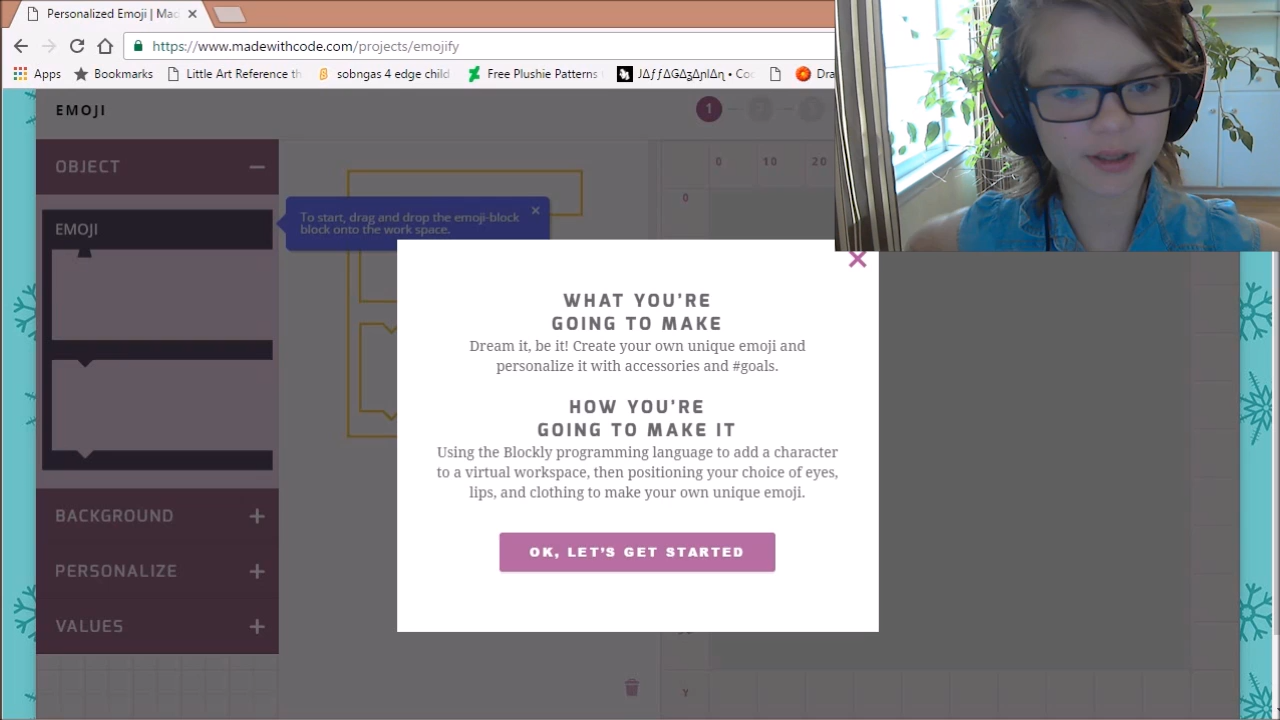 Personalized Emoji | Mad
https://www.madewithcode.com/projects/emojify
Apps Bookmarks Little Art Reference sobngas 4 edge child Free Plushie Patterns Dra
EMOJI
1
OBJECT
0 10 20
0
EMOJI
To start, drag and drop the emoji-block
block onto the work space.
WHAT YOU'RE
GOING TO MAKE
Dream it, be it! Create your own unique emoji and
personalize it with accessories and #goals.
HOW YOU'RE
GOING TO MAKE IT
Using the Blockly programming language to add a character
to a virtual workspace, then positioning your choice of eyes,
lips, and clothing to make your own unique emoji.
OK, LET'S GET STARTED
BACKGROUND
PERSONALIZE
VALUES
Y